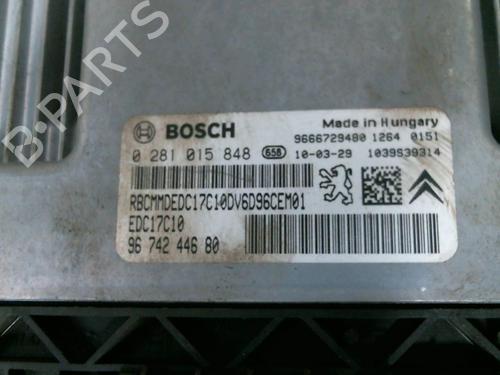 BOSCH
Made in Hungary
9666729480 1264 0151
0 281 015 848 658 10-03-29 1039S39314
RBCMMDEDC17C10DV6D96CEM01
EDC17C10
96 742 446 80
B-PARTS